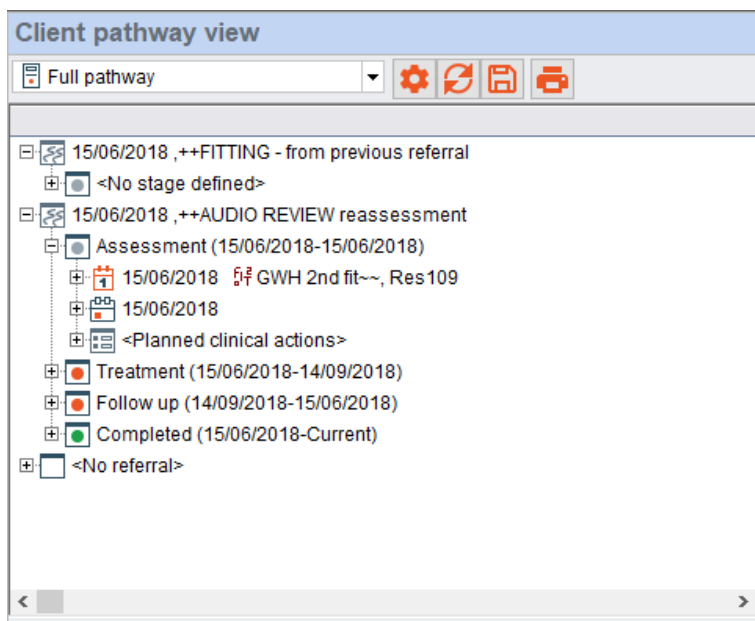 Client pathway view
Full pathway
15/06/2018 ,++FITTING - from previous referral
<No stage defined>
15/06/2018 ,++AUDIO REVIEW reassessment
Assessment (15/06/2018-15/06/2018)
1 15/06/2018 GWH 2nd fit~~, Res109
15/06/2018
<Planned clinical actions>
Treatment (15/06/2018-14/09/2018)
Follow up (14/09/2018-15/06/2018)
Completed (15/06/2018-Current)
<No referral>